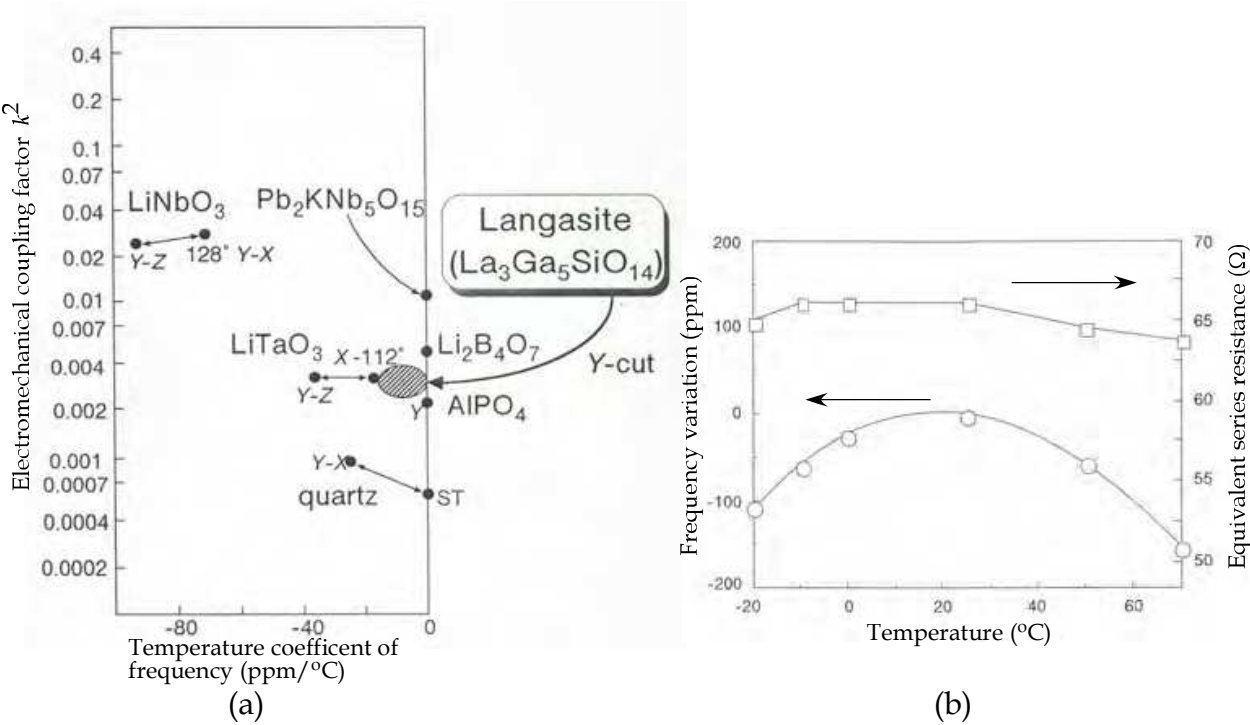 Electromechanical coupling factor k²
0.4
0.2
0.1
0.07
0.04
0.02
0.01
0.007
0.004
0.002
0.001
0.0007
0.0004
0.0002
-80
-40
0
Temperature coefficent of
frequency (ppm/°C)
LiNbO₃
Y-Z
128° Y-X
Pb₂KNb₅O₁₅
Langasite
(La₃Ga₅SiO₁₄)
LiTaO₃
X -112°
Y-Z
Li₂B₄O₇
Y-cut
Y
AlPO₄
Y-X
quartz
ST
(a)
Frequency variation (ppm)
200
100
0
-100
-200
-20
0
20
40
60
Temperature (°C)
70
65
60
55
50
Equivalent series resistance (Ω)
(b)